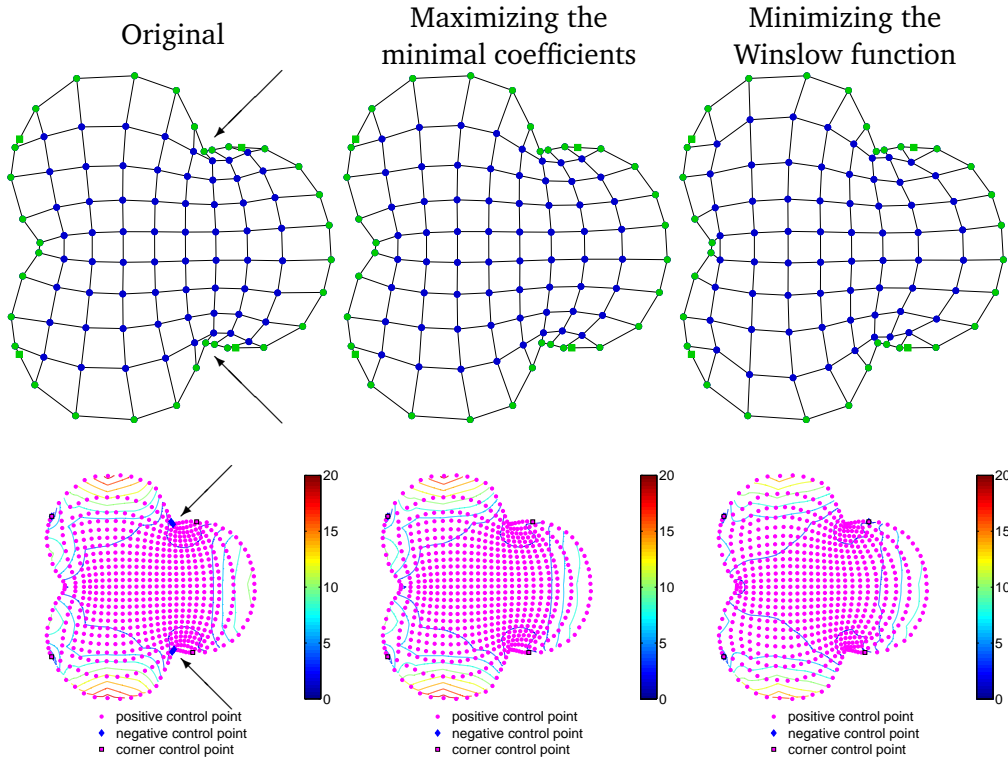 Original
Maximizing the
minimal coefficients
Minimizing the
Winslow function
20
15
10
5
0
positive control point
negative control point
corner control point
20
15
10
5
0
positive control point
negative control point
corner control point
20
15
10
5
0
positive control point
negative control point
corner control point